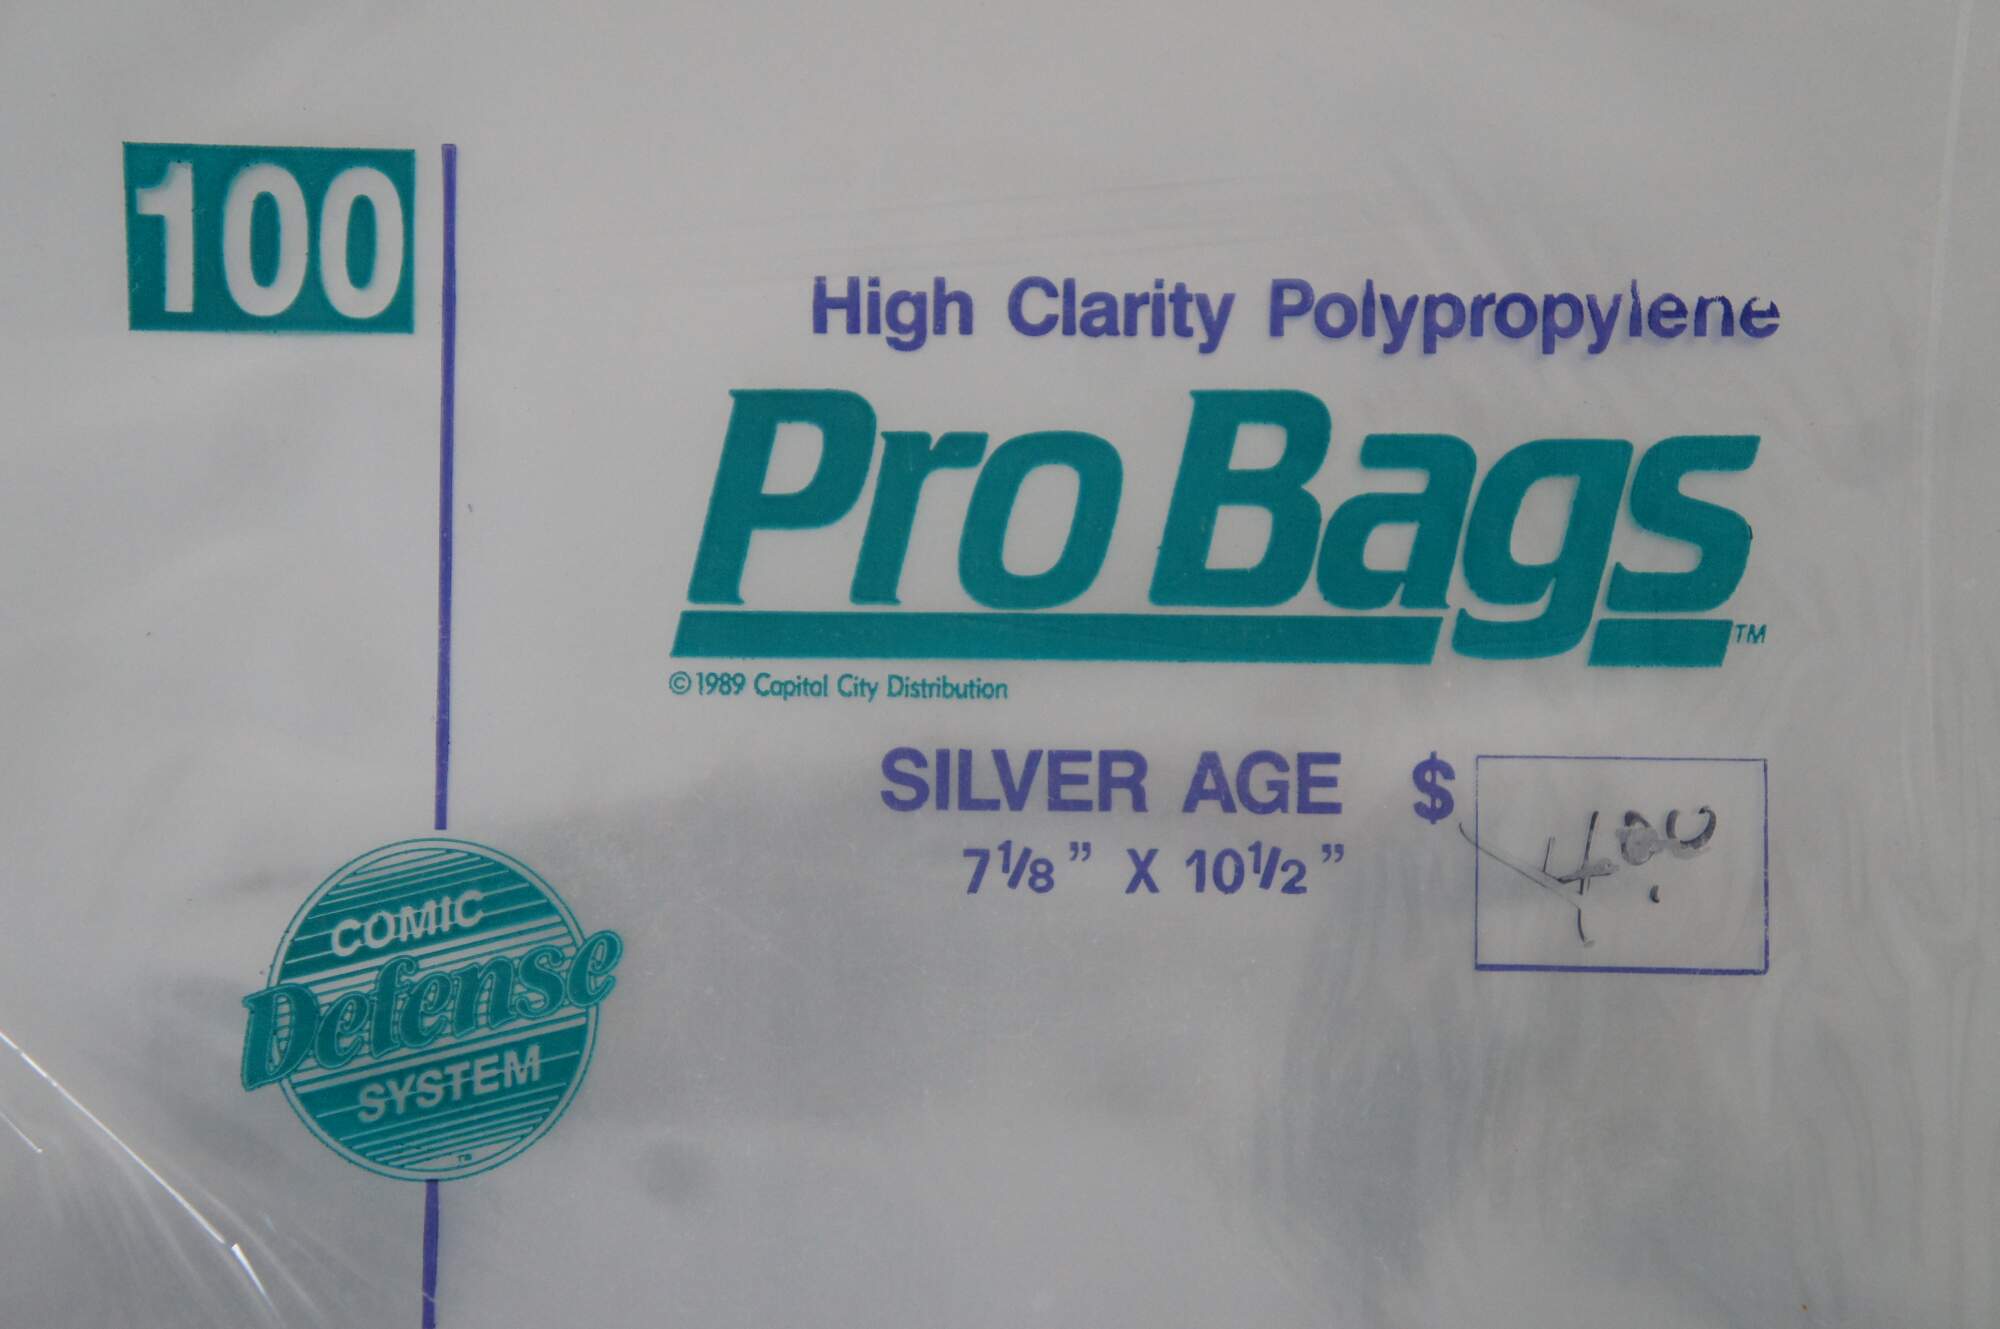 100
High Clarity Polypropylene
Pro Bags™
© 1989 Capital City Distribution
SILVER AGE $ 4.00
7 1/8" X 10 1/2"
COMIC
Defense
SYSTEM
TM